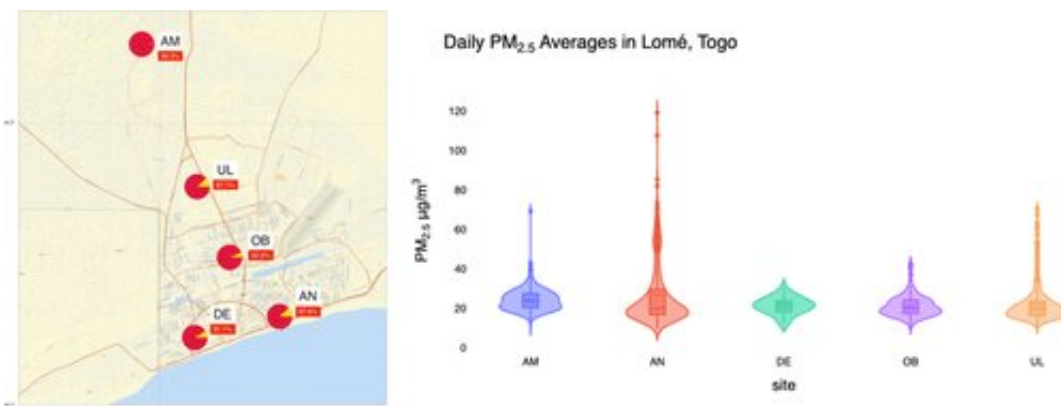 AM
UL
OB
AN
DE
Daily PM2.5 Averages in Lomé, Togo
PM2.5 µg/m³
120
100
80
60
40
20
0
AM
AN
DE
OB
UL
site